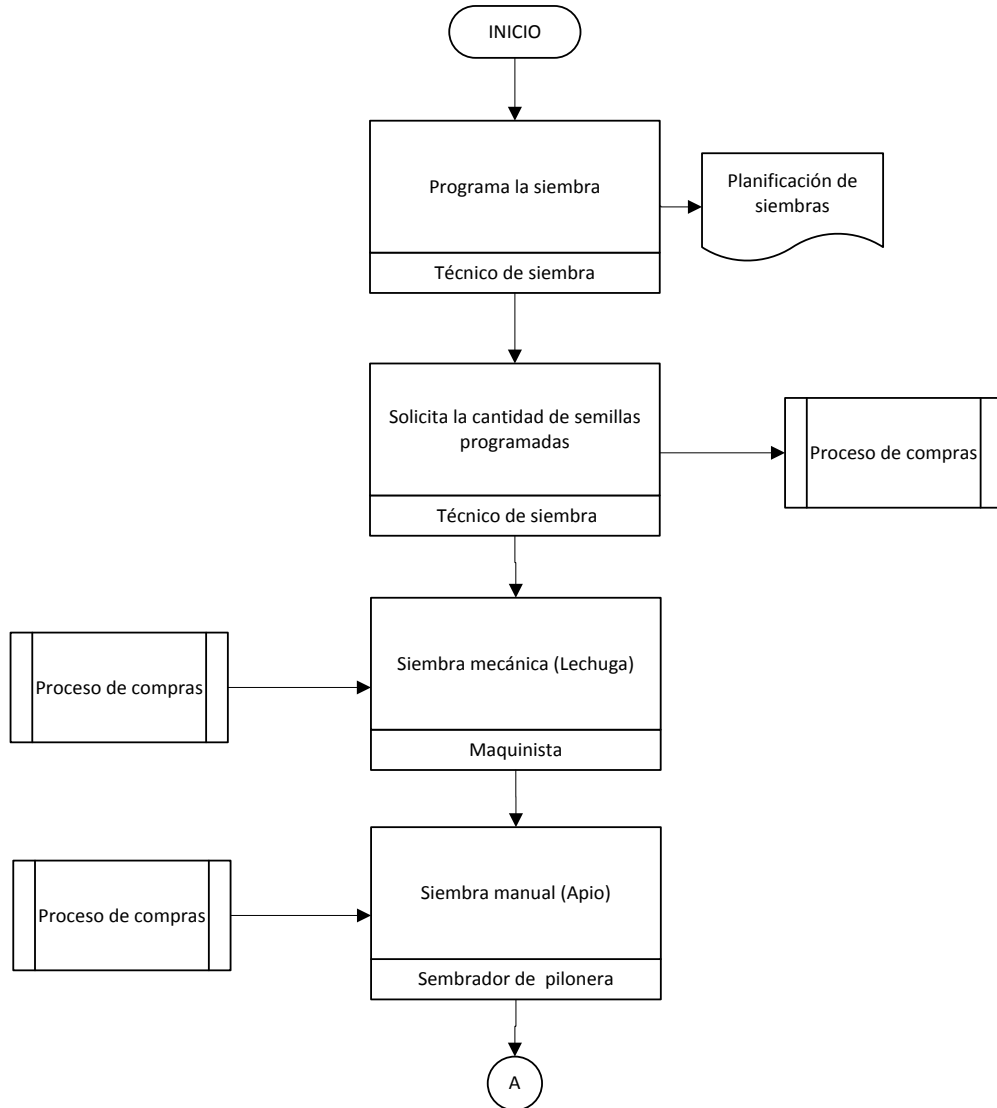 INICIO
Programa la siembra
Planificación de
siembras
Técnico de siembra
Solicita la cantidad de semillas
programadas
Proceso de compras
Técnico de siembra
Siembra mecánica (Lechuga)
Proceso de compras
Maquinista
Siembra manual (Apio)
Proceso de compras
Sembrador de  pilonera
A